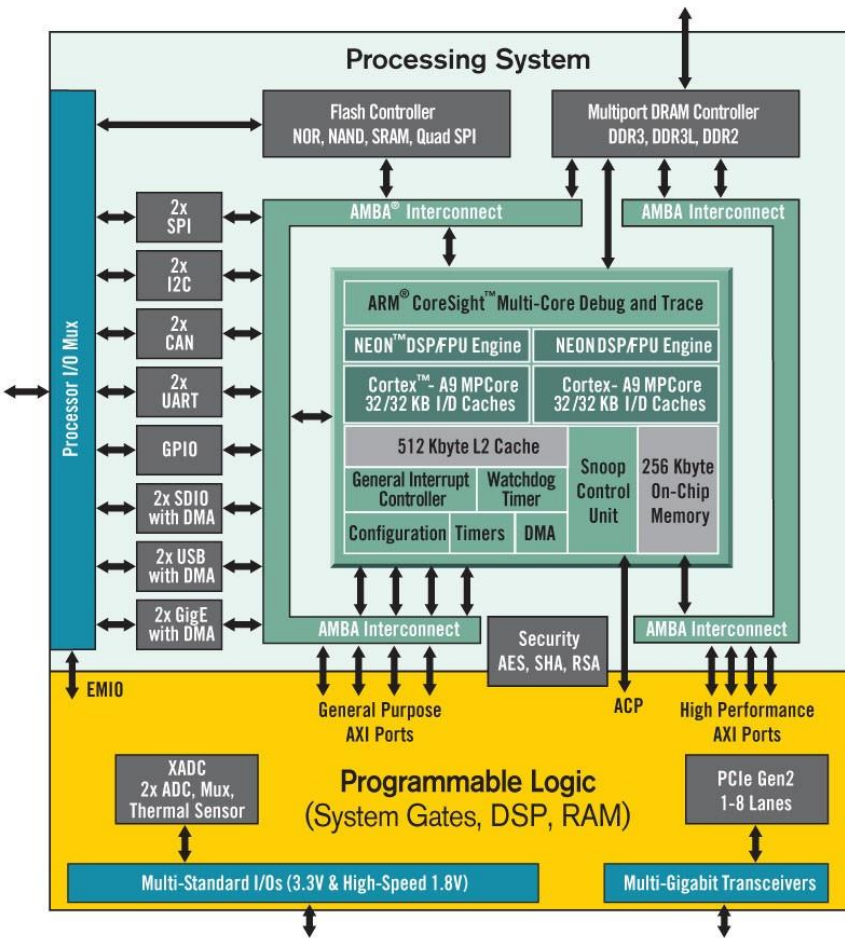 Processing System
Flash Controller
NOR, NAND, SRAM, Quad SPI
Multiport DRAM Controller
DDR3, DDR3L, DDR2
Processor I/O Mux
2x
SPI
2x
I2C
2x
CAN
2x
UART
GPIO
2x SDIO
with DMA
2x USB
with DMA
2x GigE
with DMA
AMBA® Interconnect
AMBA Interconnect
ARM® CoreSight™ Multi-Core Debug and Trace
NEON™ DSP/FPU Engine
NEON DSP/FPU Engine
Cortex™- A9 MPCore
32/32 KB I/D Caches
Cortex- A9 MPCore
32/32 KB I/D Caches
512 Kbyte L2 Cache
General Interrupt
Controller
Watchdog
Timer
Configuration
Timers
DMA
Snoop
Control
Unit
256 Kbyte
On-Chip
Memory
AMBA Interconnect
Security
AES, SHA, RSA
AMBA Interconnect
EMIO
General Purpose
AXI Ports
ACP
High Performance
AXI Ports
XADC
2x ADC, Mux,
Thermal Sensor
Programmable Logic
(System Gates, DSP, RAM)
PCIe Gen2
1-8 Lanes
Multi-Standard I/Os (3.3V & High-Speed 1.8V)
Multi-Gigabit Transceivers